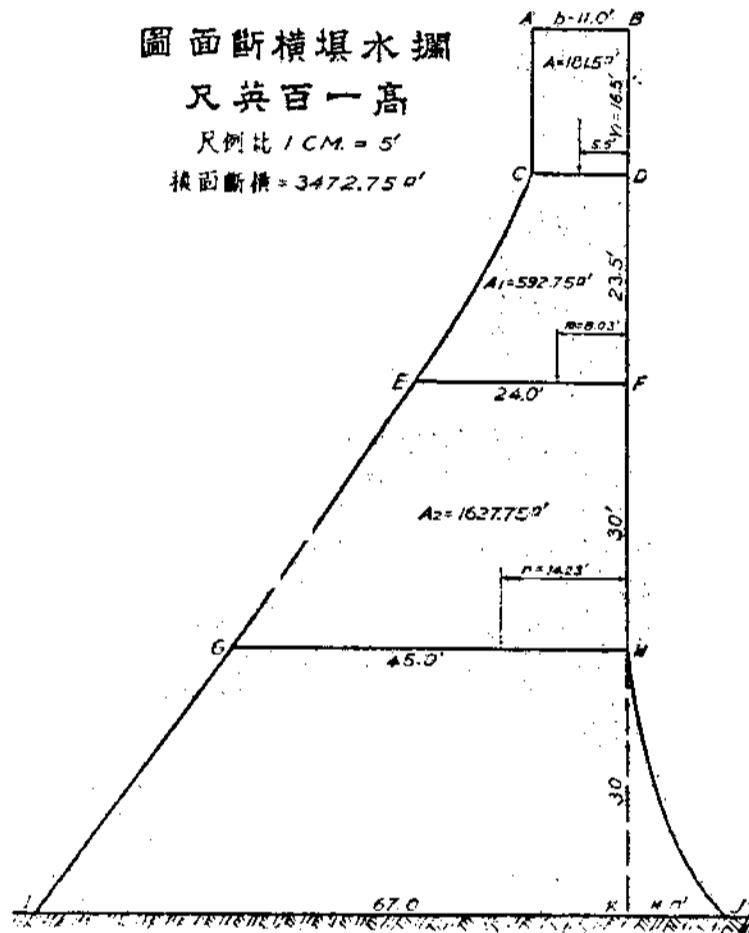 攔水埧橫斷面圖
高一百英尺
比例尺 1 CM. = 5'
橫斷面積 = 3472.75□'
A b=11.0' B
A=181.5□'
Y1=16.5'
5.5'
C D
23.5'
A1=592.75□'
m=8.03'
E F
24.0'
30'
A2=1627.75□'
n=14.23'
G H
45.0'
30
I 67.0 K J